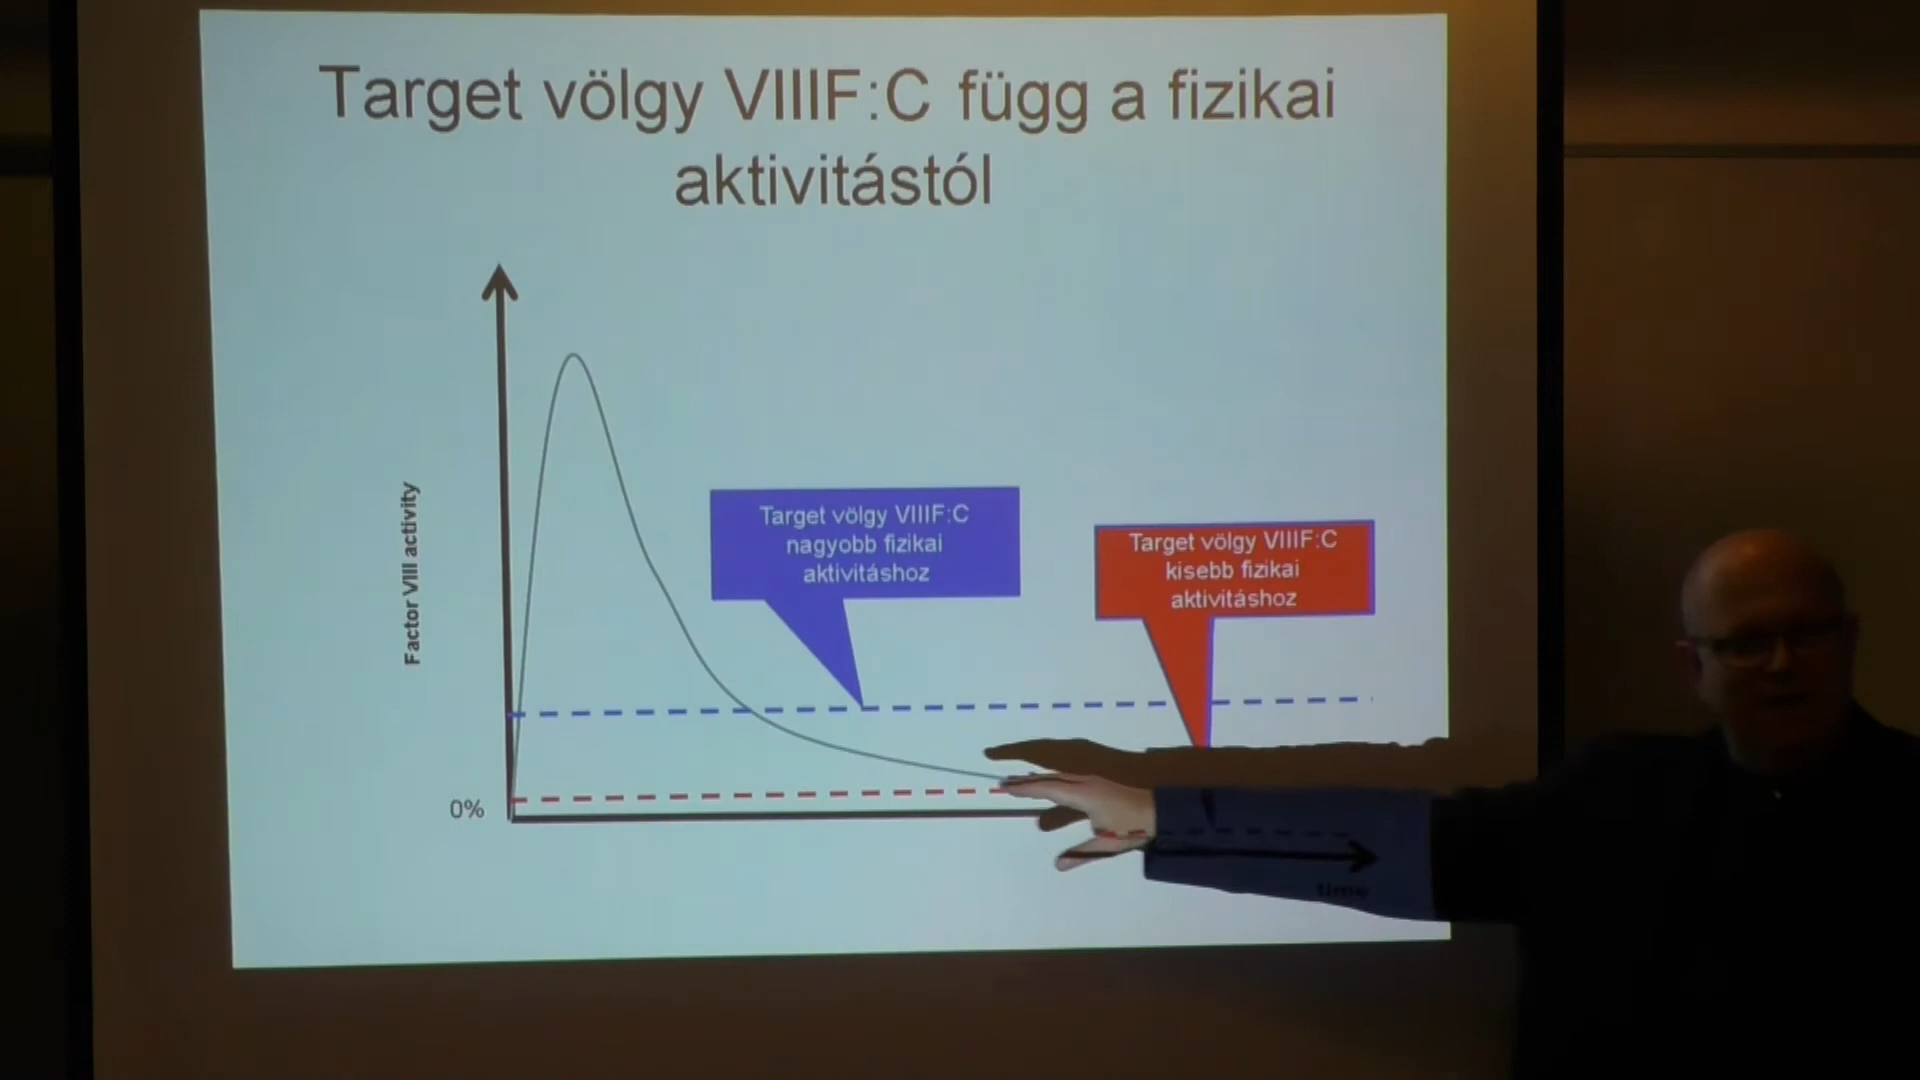 Target völgy VIIIF:C függ a fizikai
aktivitástól
Factor VIII activity
Target völgy VIIIF:C
nagyobb fizikai
aktivitáshoz
Target völgy VIIIF:C
kisebb fizikai
aktivitáshoz
0%
time